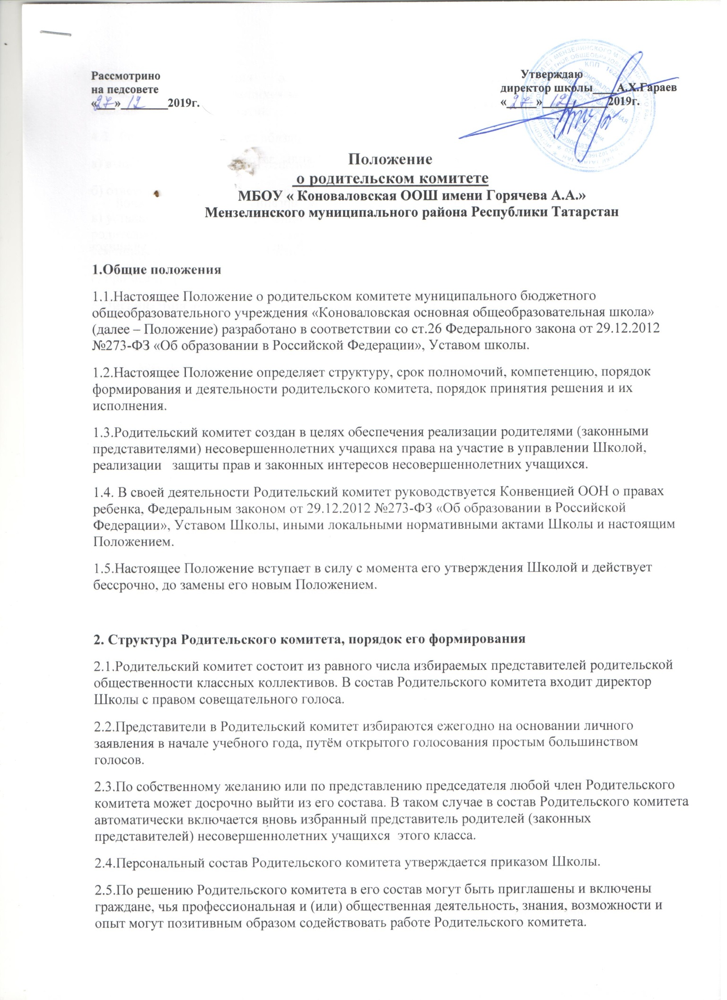 Рассмотрино
на педсовете
«27» 12 2019г.
Утверждаю
директор школы____А.Х.Гараев
«27» 12 2019г.
Положение
о родительском комитете
МБОУ « Коноваловская ООШ имени Горячева А.А.»
Мензелинского муниципального района Республики Татарстан
1.Общие положения
1.1.Настоящее Положение о родительском комитете муниципального бюджетного
общеобразовательного учреждения «Коноваловская основная общеобразовательная школа»
(далее – Положение) разработано в соответствии со ст.26 Федерального закона от 29.12.2012
№273-ФЗ «Об образовании в Российской Федерации», Уставом школы.
1.2.Настоящее Положение определяет структуру, срок полномочий, компетенцию, порядок
формирования и деятельности родительского комитета, порядок принятия решения и их
исполнения.
1.3.Родительский комитет создан в целях обеспечения реализации родителями (законными
представителями) несовершеннолетних учащихся права на участие в управлении Школой,
реализации   защиты прав и законных интересов несовершеннолетних учащихся.
1.4. В своей деятельности Родительский комитет руководствуется Конвенцией ООН о правах
ребенка, Федеральным законом от 29.12.2012 №273-ФЗ «Об образовании в Российской
Федерации», Уставом Школы, иными локальными нормативными актами Школы и настоящим
Положением.
1.5.Настоящее Положение вступает в силу с момента его утверждения Школой и действует
бессрочно, до замены его новым Положением.
2. Структура Родительского комитета, порядок его формирования
2.1.Родительский комитет состоит из равного числа избираемых представителей родительской
общественности классных коллективов. В состав Родительского комитета входит директор
Школы с правом совещательного голоса.
2.2.Представители в Родительский комитет избираются ежегодно на основании личного
заявления в начале учебного года, путём открытого голосования простым большинством
голосов.
2.3.По собственному желанию или по представлению председателя любой член Родительского
комитета может досрочно выйти из его состава. В таком случае в состав Родительского комитета
автоматически включается вновь избранный представитель родителей (законных
представителей) несовершеннолетних учащихся  этого класса.
2.4.Персональный состав Родительского комитета утверждается приказом Школы.
2.5.По решению Родительского комитета в его состав могут быть приглашены и включены
граждане, чья профессиональная и (или) общественная деятельность, знания, возможности и
опыт могут позитивным образом содействовать работе Родительского комитета.